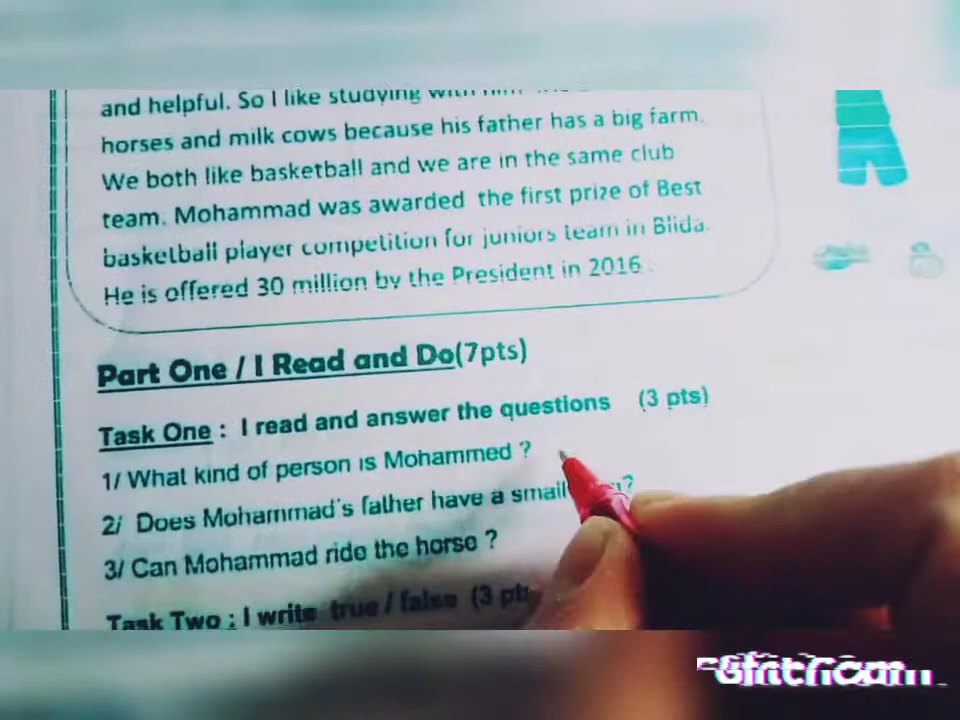 and helpful. So I like studying with him
horses and milk cows because his father has a big farm.
We both like basketball and we are in the same club
team. Mohammad was awarded the first prize of Best
basketball player competition for juniors team in Blida.
He is offered 30 million by the President in 2016.
Part One / I Read and Do(7pts)
Task One : I read and answer the questions (3 pts)
1/ What kind of person is Mohammed ?
2/ Does Mohammad's father have a small ?
3/ Can Mohammad ride the horse ?
Task Two : I write true / false (3 pts